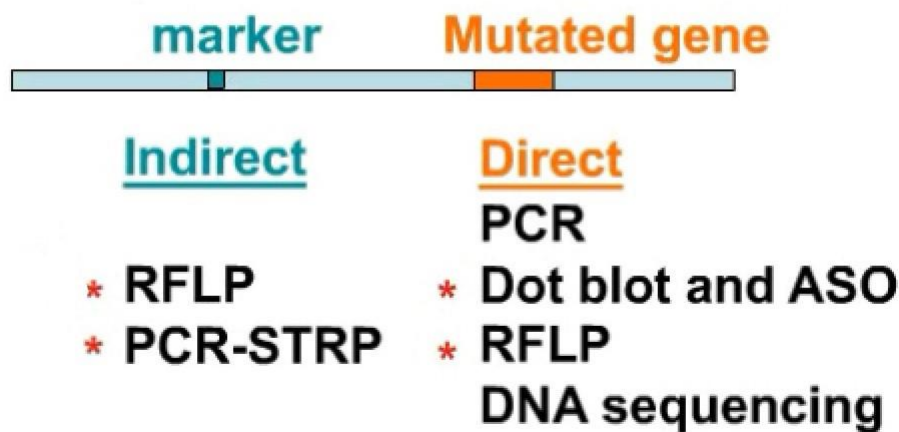 marker Mutated gene
Indirect Direct
PCR
* RFLP * Dot blot and ASO
* PCR-STRP * RFLP
DNA sequencing